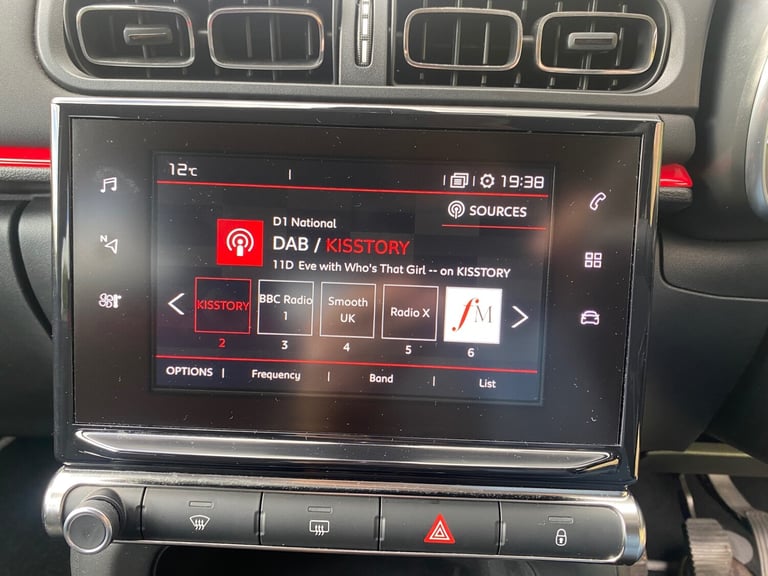 12°C
19:38
SOURCES
D1 National
DAB / KISSTORY
11D Eve with Who's That Girl -- on KISSTORY
N
KISSTORY
BBC Radio
1
Smooth
UK
Radio X
fM
2 3 4 5 6
OPTIONS | Frequency | Band | List